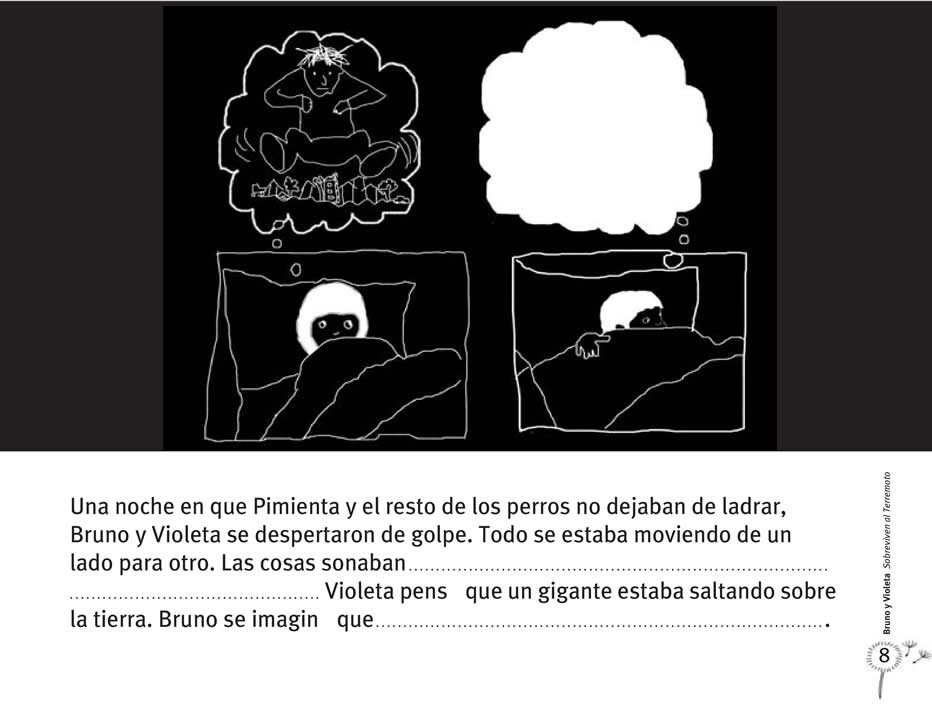 Una noche en que Pimienta y el resto de los perros no dejaban de ladrar,
Bruno y Violeta se despertaron de golpe. Todo se estaba moviendo de un
lado para otro. Las cosas sonaban..............................................................................
.............................................. Violeta pens   que un gigante estaba saltando sobre
la tierra. Bruno se imagin   que...................................................................................
Bruno y Violeta Sobreviven al Terremoto
8